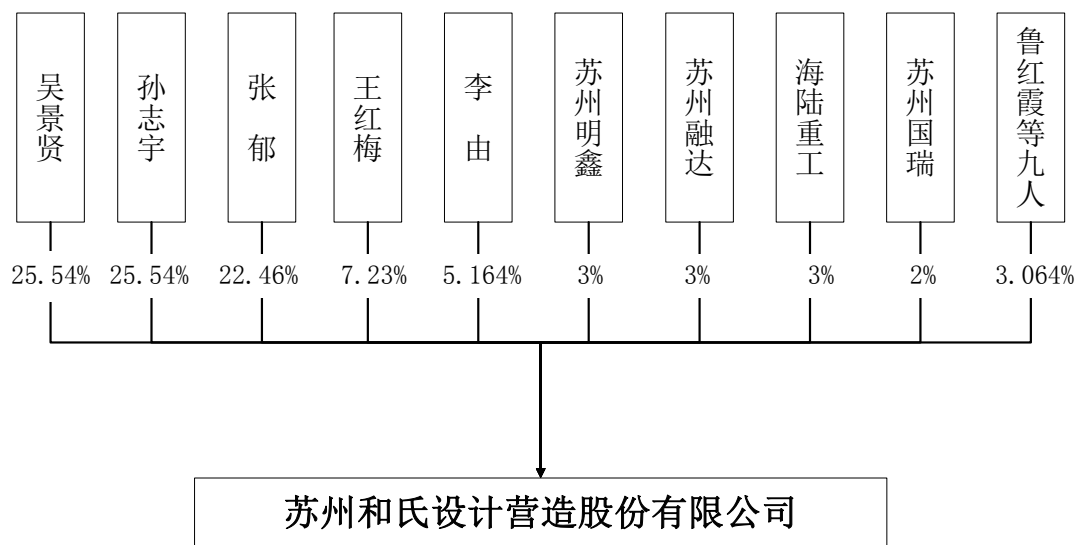 吴景贤
孙志宇
张 郁
王红梅
李 由
苏州明鑫
苏州融达
海陆重工
苏州国瑞
鲁红霞等九人
25.54% 25.54% 22.46% 7.23% 5.164% 3% 3% 3% 2% 3.064%
苏州和氏设计营造股份有限公司